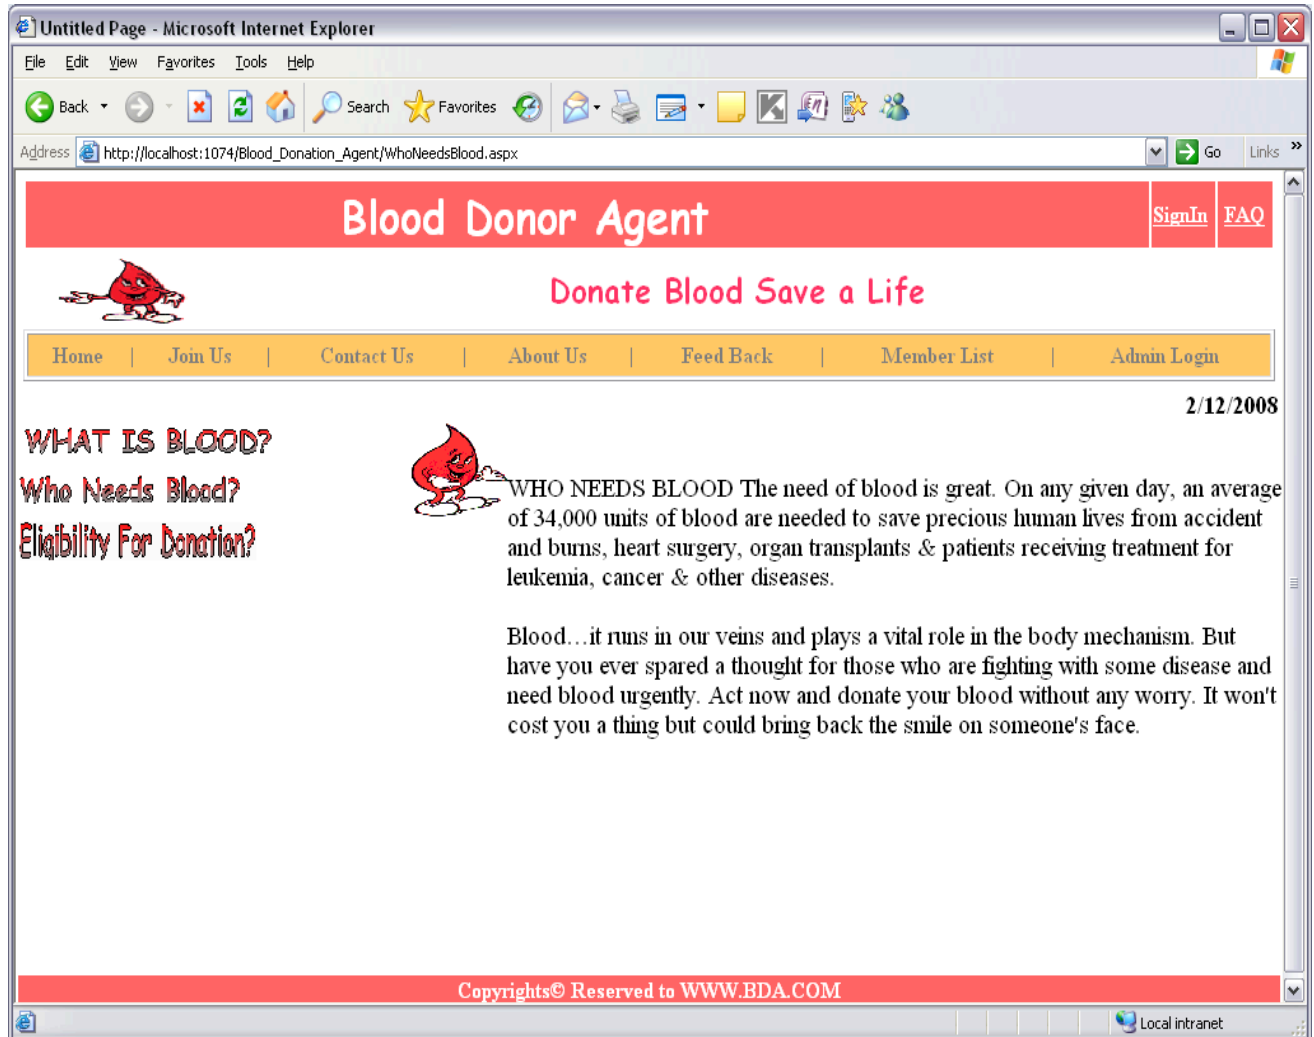 Untitled Page - Microsoft Internet Explorer
File Edit View Favorites Tools Help
Back Search Favorites
Address http://localhost:1074/Blood_Donation_Agent/WhoNeedsBlood.aspx Go Links »
Blood Donor Agent SignIn FAQ
Donate Blood Save a Life
Home | Join Us | Contact Us | About Us | Feed Back | Member List | Admin Login
2/12/2008
WHAT IS BLOOD?
Who Needs Blood?
Eligibility For Donation?
WHO NEEDS BLOOD The need of blood is great. On any given day, an average
of 34,000 units of blood are needed to save precious human lives from accident
and burns, heart surgery, organ transplants & patients receiving treatment for
leukemia, cancer & other diseases.
Blood…it runs in our veins and plays a vital role in the body mechanism. But
have you ever spared a thought for those who are fighting with some disease and
need blood urgently. Act now and donate your blood without any worry. It won't
cost you a thing but could bring back the smile on someone's face.
Copyrights© Reserved to WWW.BDA.COM
Local intranet